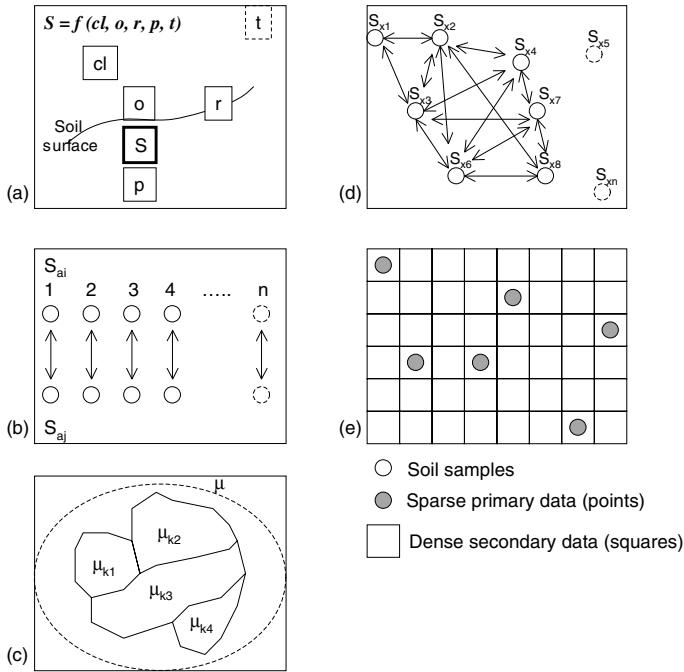 S = f (cl, o, r, p, t)
t
cl
o
r
Soil
surface
S
p
(a)
S_ai
1 2 3 4 ..... n
S_aj
(b)
μ
μ_k1
μ_k2
μ_k3
μ_k4
(c)
S_x1
S_x2
S_x4
S_x5
S_x3
S_x7
S_x6
S_x8
S_xn
(d)
(e)
Soil samples
Sparse primary data (points)
Dense secondary data (squares)